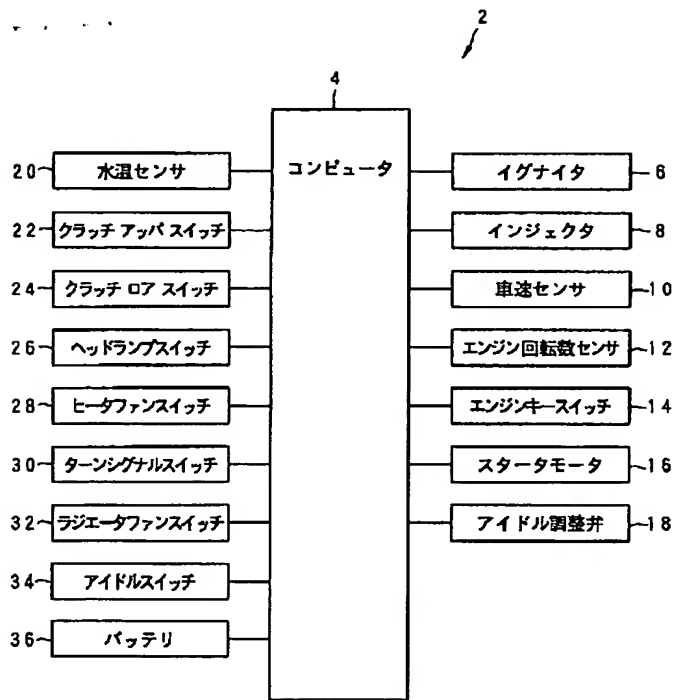 2
4
コンピュータ
20 水温センサ
22 クラッチ アッパ スイッチ
24 クラッチ ロア スイッチ
26 ヘッドランプスイッチ
28 ヒータファンスイッチ
30 ターンシグナルスイッチ
32 ラジエータファンスイッチ
34 アイドルスイッチ
36 バッテリ
イグナイタ 6
インジェクタ 8
車速センサ 10
エンジン回転数センサ 12
エンジンキースイッチ 14
スタータモータ 16
アイドル調整弁 18